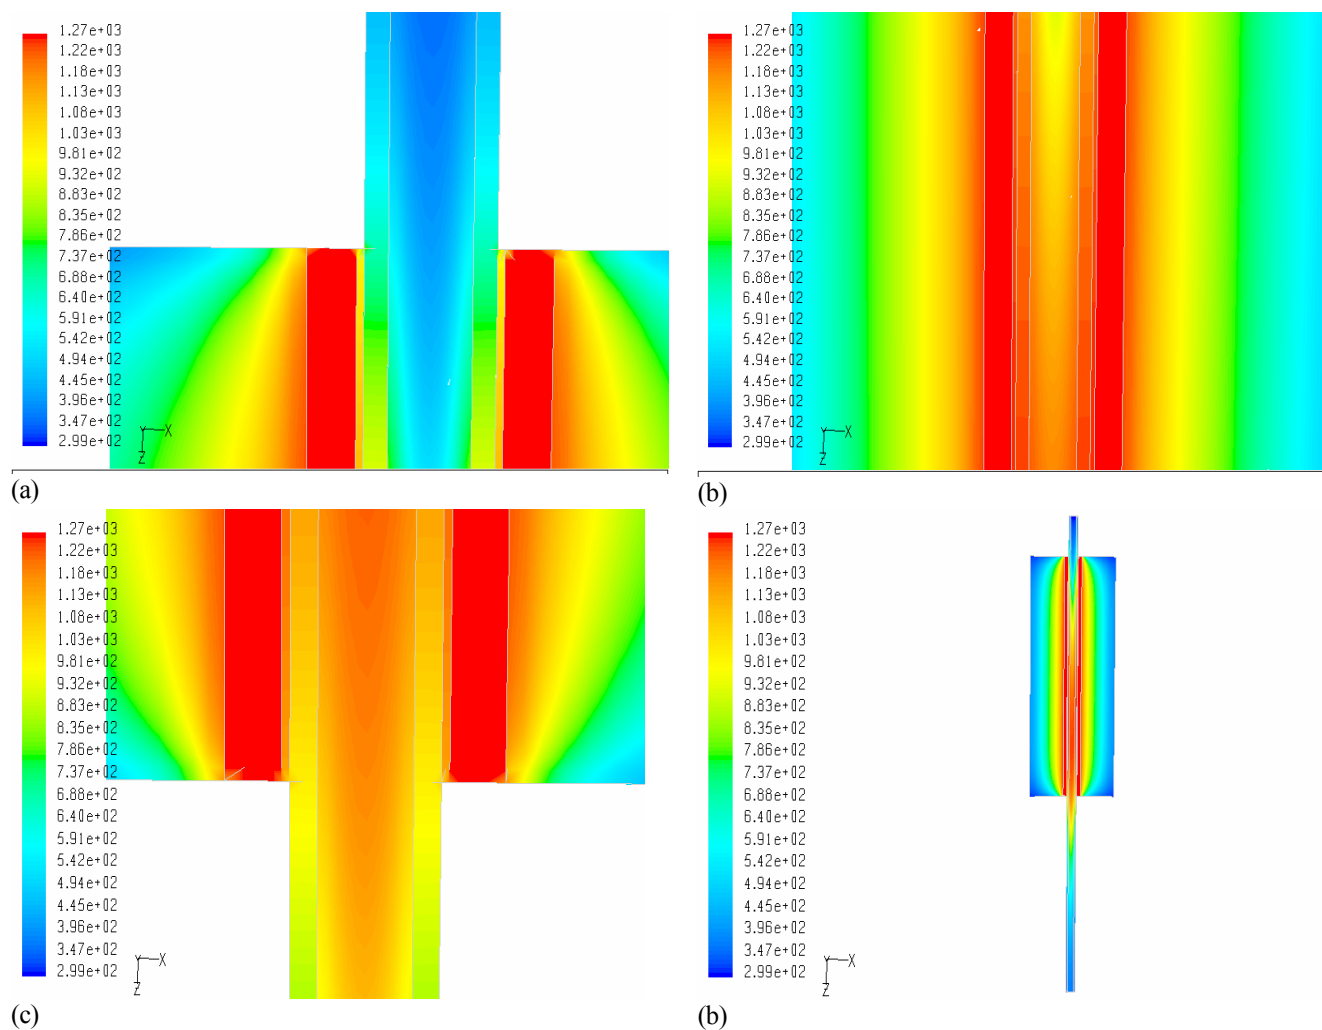 1.27e+03
1.22e+03
1.18e+03
1.13e+03
1.08e+03
1.03e+03
9.81e+02
9.32e+02
8.83e+02
8.35e+02
7.86e+02
7.37e+02
6.88e+02
6.40e+02
5.91e+02
5.42e+02
4.94e+02
4.45e+02
3.96e+02
3.47e+02
2.99e+02
Y X
Z
(a)
1.27e+03
1.22e+03
1.18e+03
1.13e+03
1.08e+03
1.03e+03
9.81e+02
9.32e+02
8.83e+02
8.35e+02
7.86e+02
7.37e+02
6.88e+02
6.40e+02
5.91e+02
5.42e+02
4.94e+02
4.45e+02
3.96e+02
3.47e+02
2.99e+02
Y X
Z
(b)
1.27e+03
1.22e+03
1.18e+03
1.13e+03
1.08e+03
1.03e+03
9.81e+02
9.32e+02
8.83e+02
8.35e+02
7.86e+02
7.37e+02
6.88e+02
6.40e+02
5.91e+02
5.42e+02
4.94e+02
4.45e+02
3.96e+02
3.47e+02
2.99e+02
Y X
Z
(c)
1.27e+03
1.22e+03
1.18e+03
1.13e+03
1.08e+03
1.03e+03
9.81e+02
9.32e+02
8.83e+02
8.35e+02
7.86e+02
7.37e+02
6.88e+02
6.40e+02
5.91e+02
5.42e+02
4.94e+02
4.45e+02
3.96e+02
3.47e+02
2.99e+02
Y X
Z
(b)